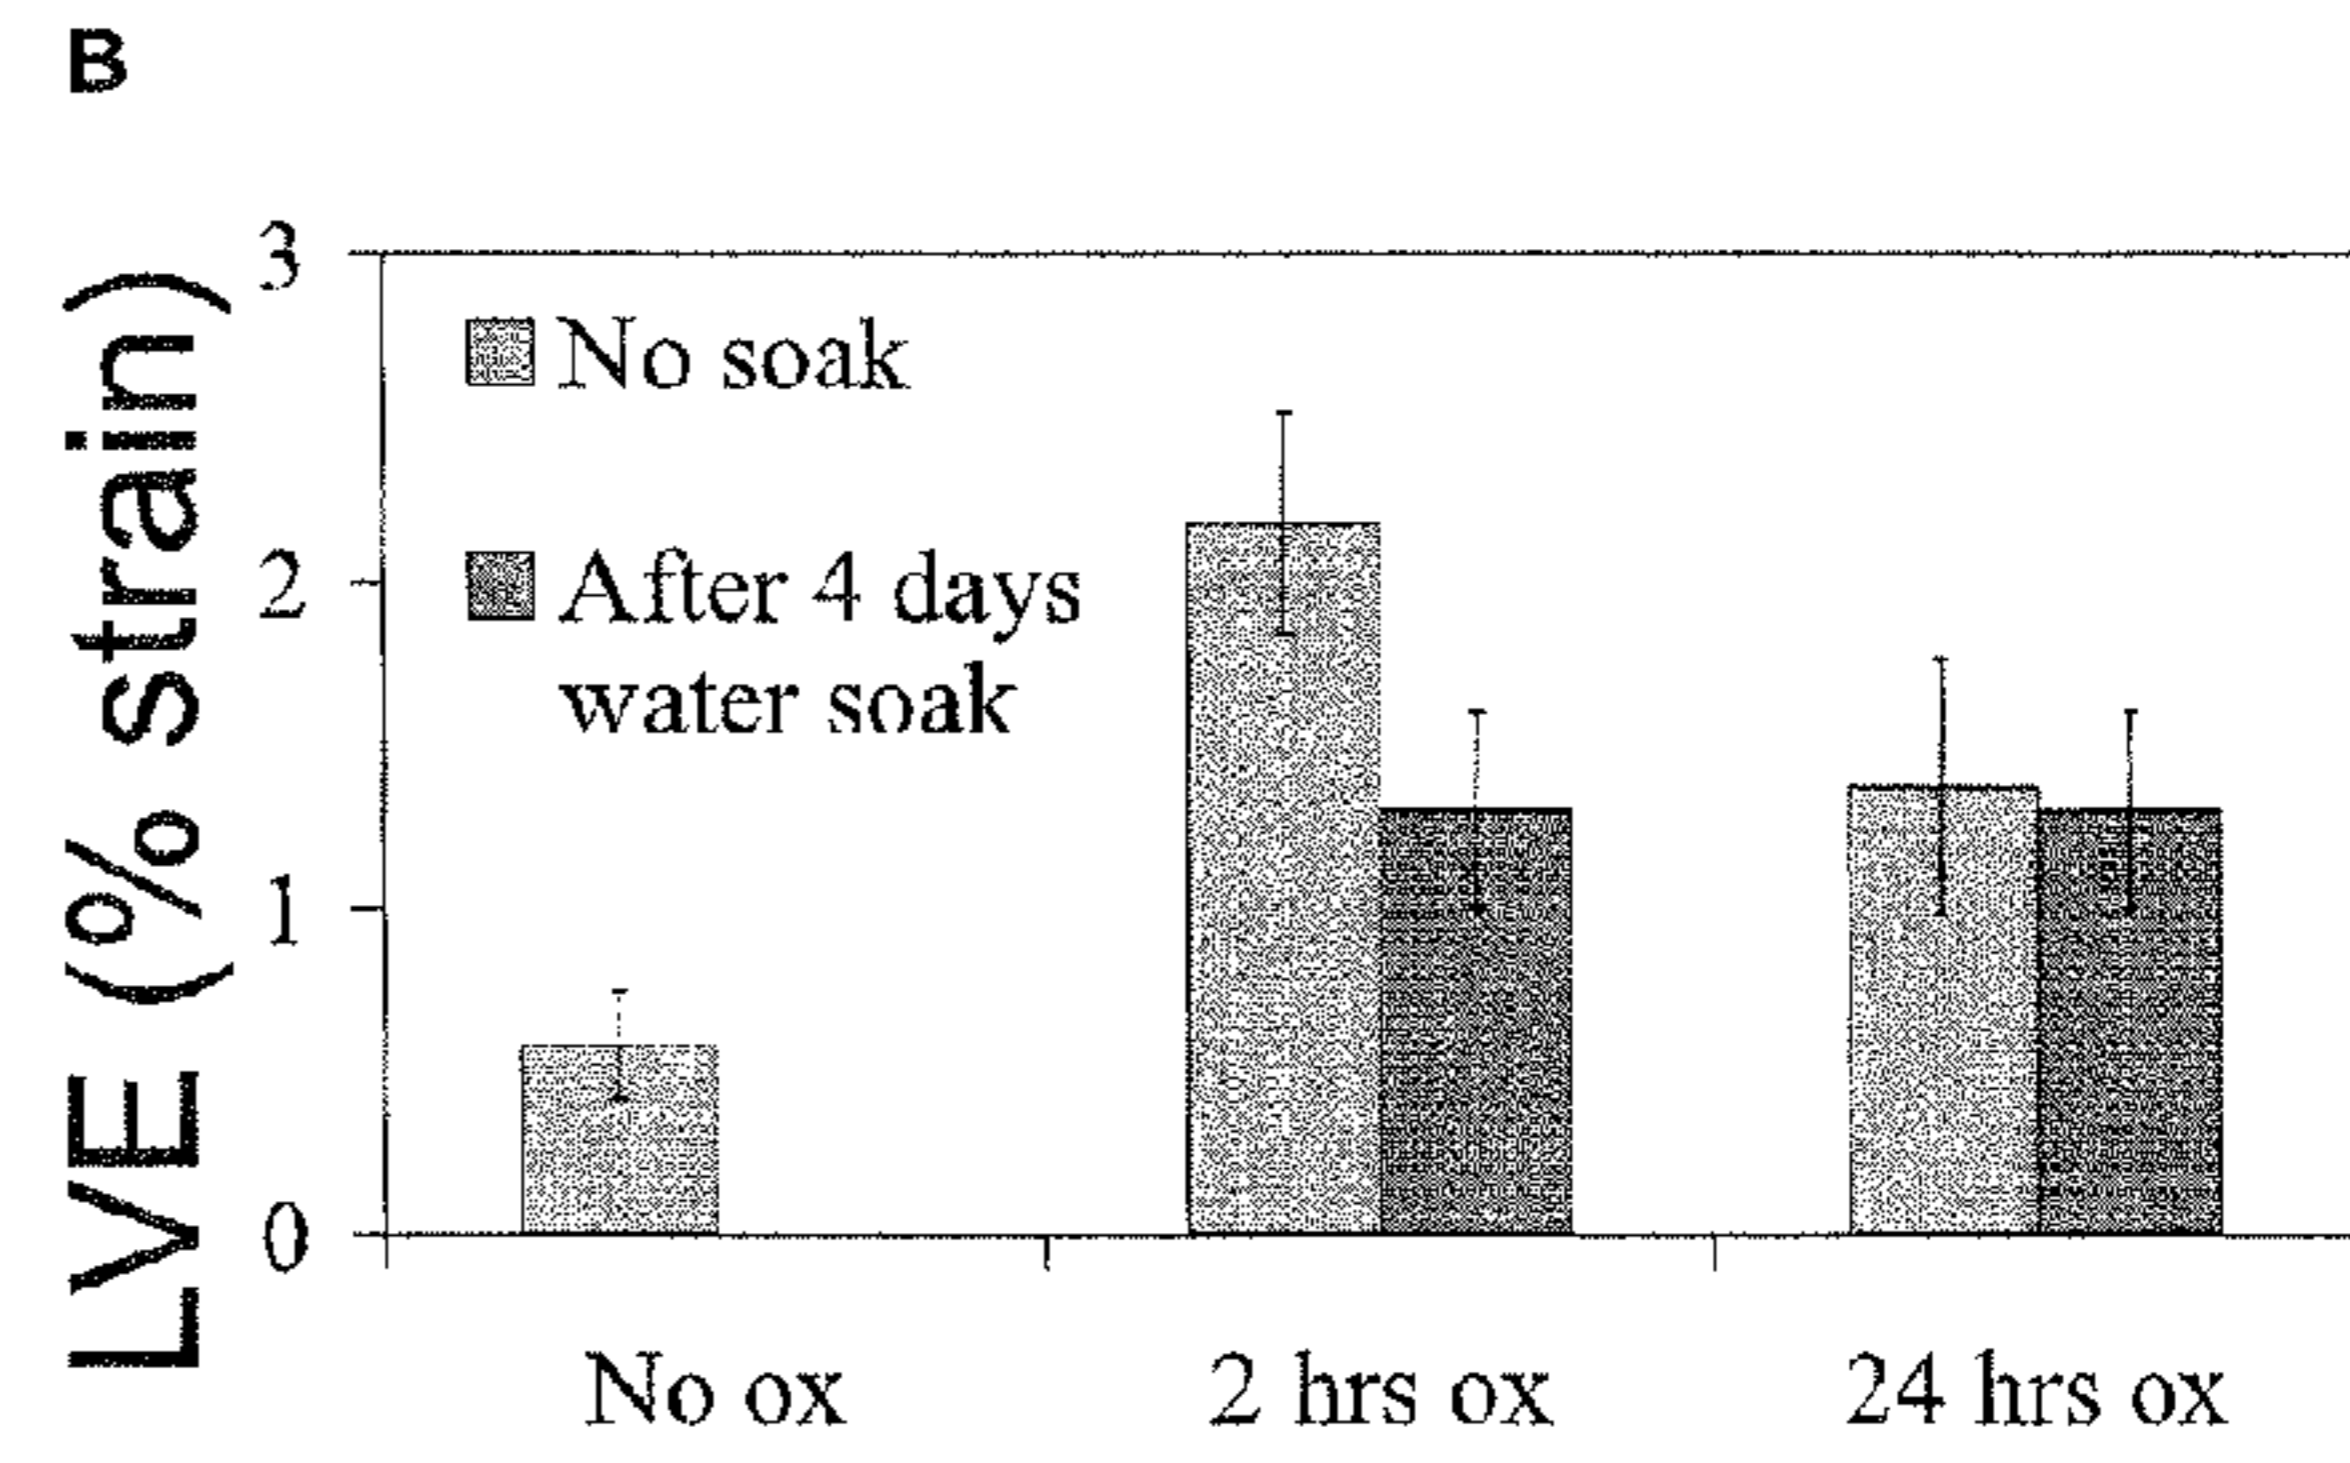 B
LVE (% strain)
3
2
1
0
No soak
After 4 days
water soak
No ox
2 hrs ox
24 hrs ox